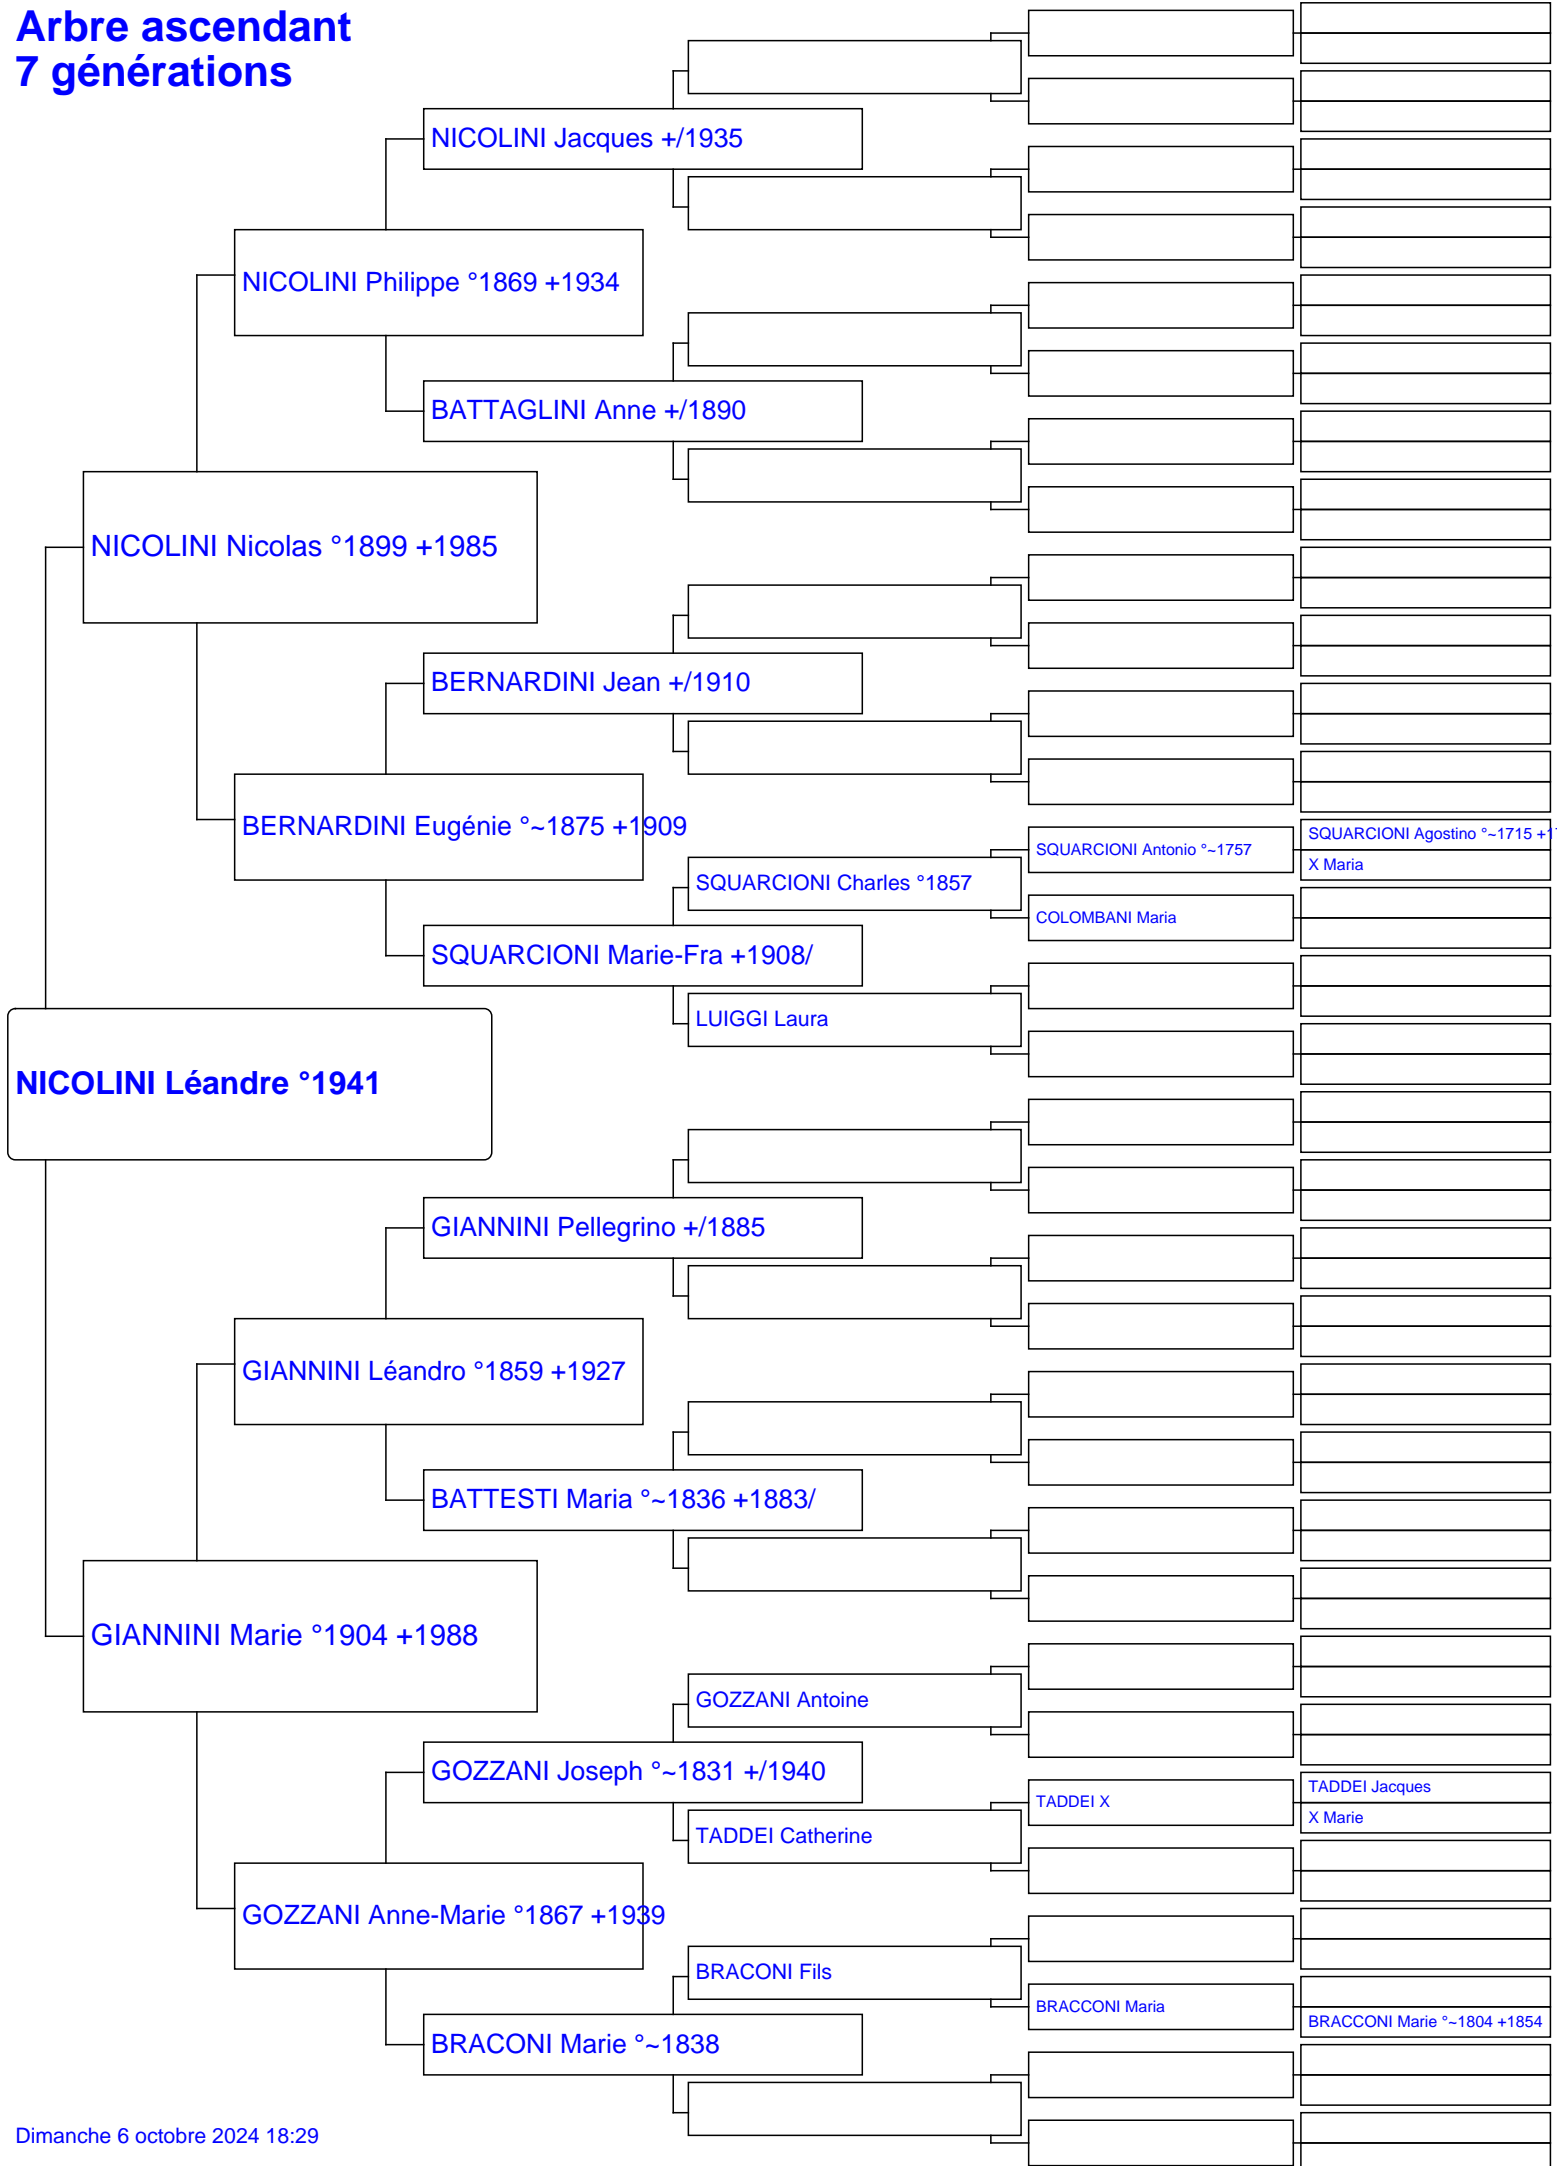 Arbre ascendant
7 générations
NICOLINI Jacques +/1935
NICOLINI Philippe °1869 +1934
BATTAGLINI Anne +/1890
NICOLINI Nicolas °1899 +1985
BERNARDINI Jean +/1910
BERNARDINI Eugénie °~1875 +1909
SQUARCIONI Agostino °~1715 +1
SQUARCIONI Antonio °~1757
X Maria
SQUARCIONI Charles °1857
COLOMBANI Maria
SQUARCIONI Marie-Fra +1908/
LUIGGI Laura
NICOLINI Léandre °1941
GIANNINI Pellegrino +/1885
GIANNINI Léandro °1859 +1927
BATTESTI Maria °~1836 +1883/
GIANNINI Marie °1904 +1988
GOZZANI Antoine
GOZZANI Joseph °~1831 +/1940
TADDEI Jacques
TADDEI X
X Marie
TADDEI Catherine
GOZZANI Anne-Marie °1867 +1939
BRACONI Fils
BRACCONI Maria
BRACCONI Marie °~1804 +1854
BRACONI Marie °~1838
Dimanche 6 octobre 2024 18:29